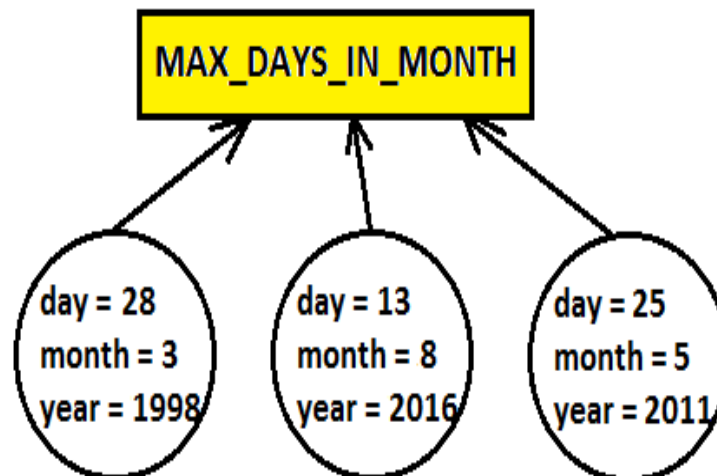 MAX_DAYS_IN_MONTH
day = 28
month = 3
year = 1998
day = 13
month = 8
year = 2016
day = 25
month = 5
year = 2011